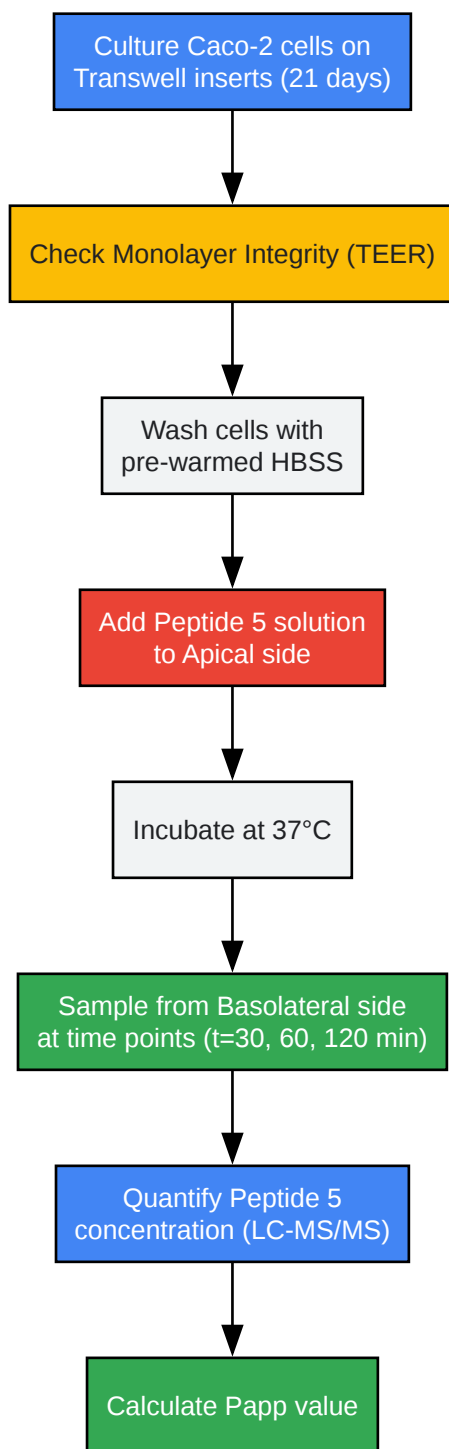 Culture Caco-2 cells on
Transwell inserts (21 days)
Check Monolayer Integrity (TEER)
Wash cells with
pre-warmed HBSS
Add Peptide 5 solution
to Apical side
Incubate at 37°C
Sample from Basolateral side
at time points (t=30, 60, 120 min)
Quantify Peptide 5
concentration (LC-MS/MS)
Calculate Papp value